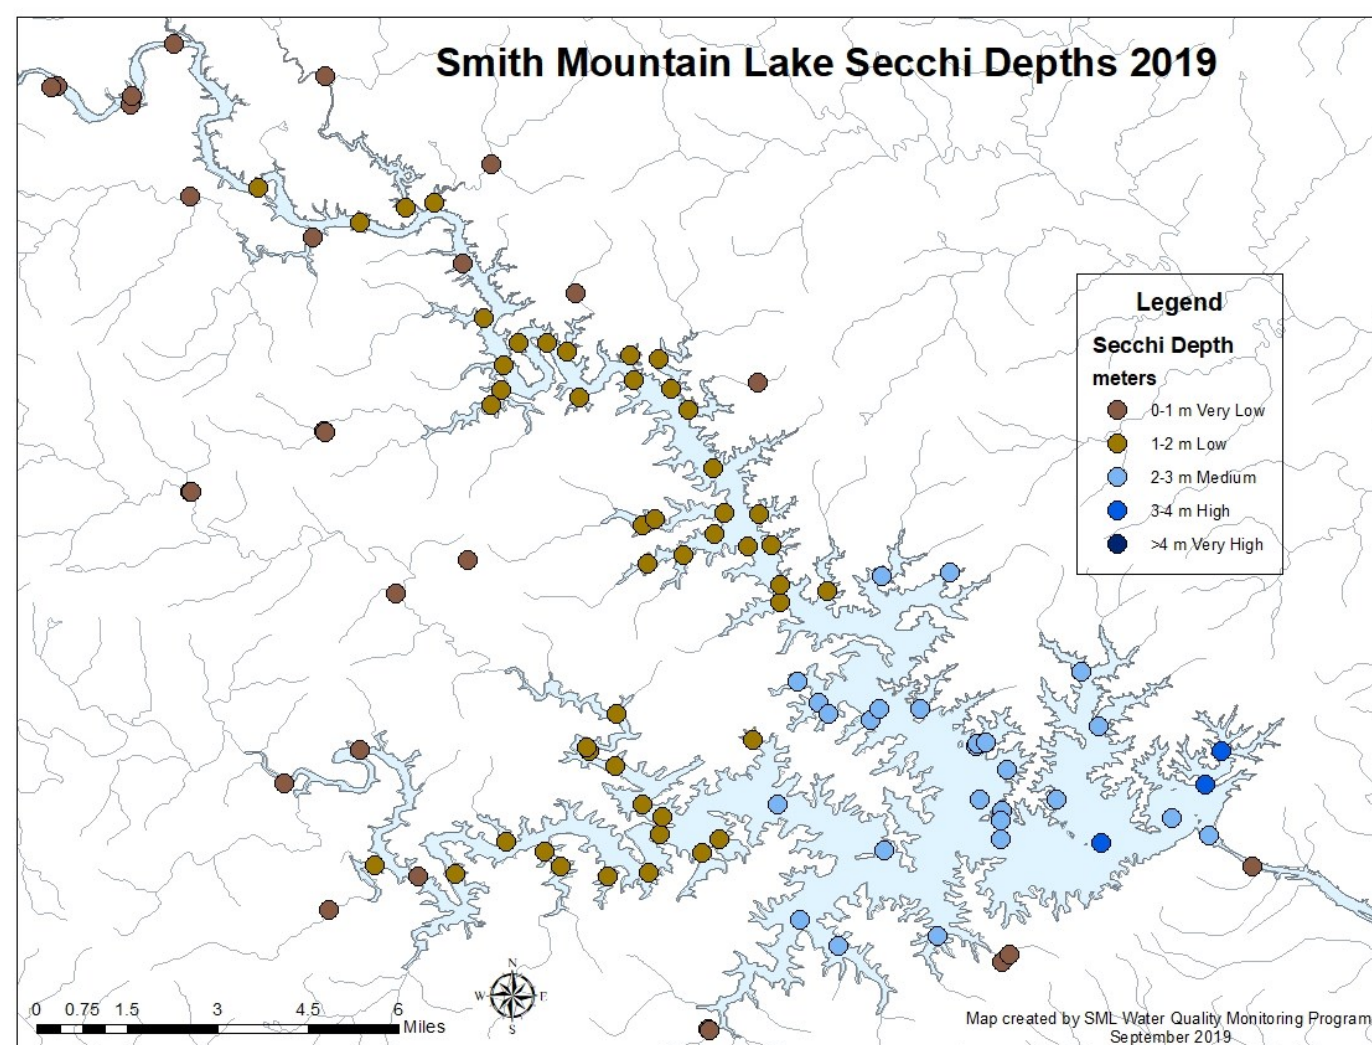 Smith Mountain Lake Secchi Depths 2019
Legend
Secchi Depth
meters
0-1 m Very Low
1-2 m Low
2-3 m Medium
3-4 m High
>4 m Very High
N
W E
S
0 0.75 1.5 3 4.5 6
Miles
Map created by SML Water Quality Monitoring Program
September 2019